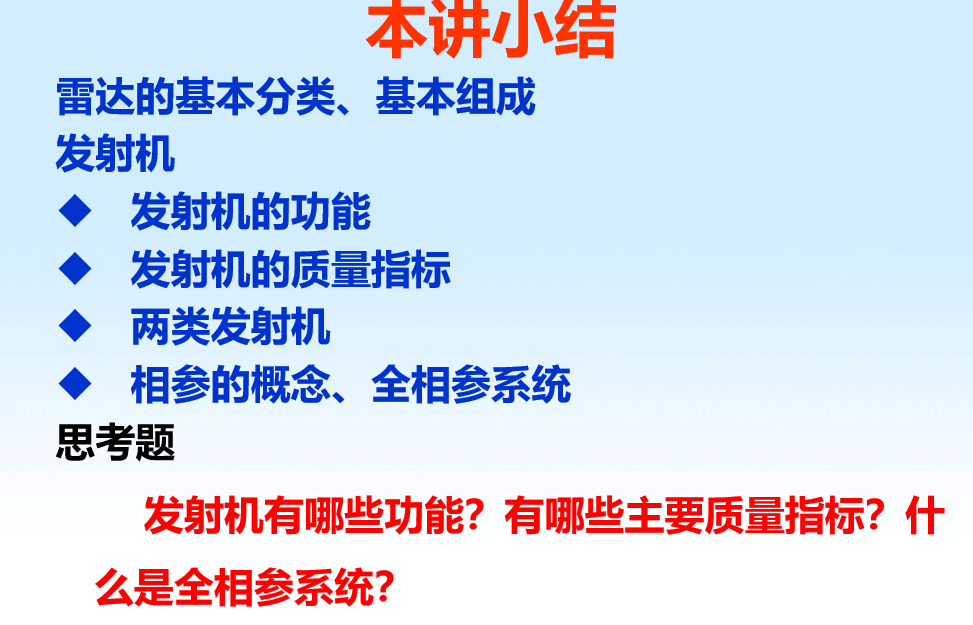 本讲小结
雷达的基本分类、基本组成
发射机
◆ 发射机的功能
◆ 发射机的质量指标
◆ 两类发射机
◆ 相参的概念、全相参系统
思考题
发射机有哪些功能？有哪些主要质量指标？什
么是全相参系统？